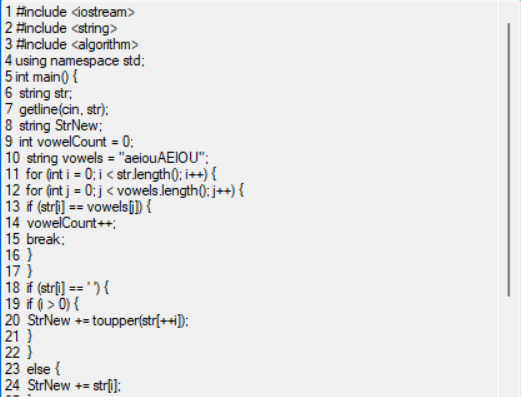 1 #include <iostream>
2 #include <string>
3 #include <algorithm>
4 using namespace std;
5 int main() {
6 string str;
7 getline(cin, str);
8 string StrNew;
9 int vowelCount = 0;
10 string vowels = "aeiouAEIOU";
11 for (int i = 0; i < str.length(); i++) {
12 for (int j = 0; j < vowels.length(); j++) {
13 if (str[i] == vowels[j]) {
14 vowelCount++;
15 break;
16 }
17 }
18 if (str[i] == ' ') {
19 if (i > 0) {
20 StrNew += toupper(str[++i]);
21 }
22 }
23 else {
24 StrNew += str[i];